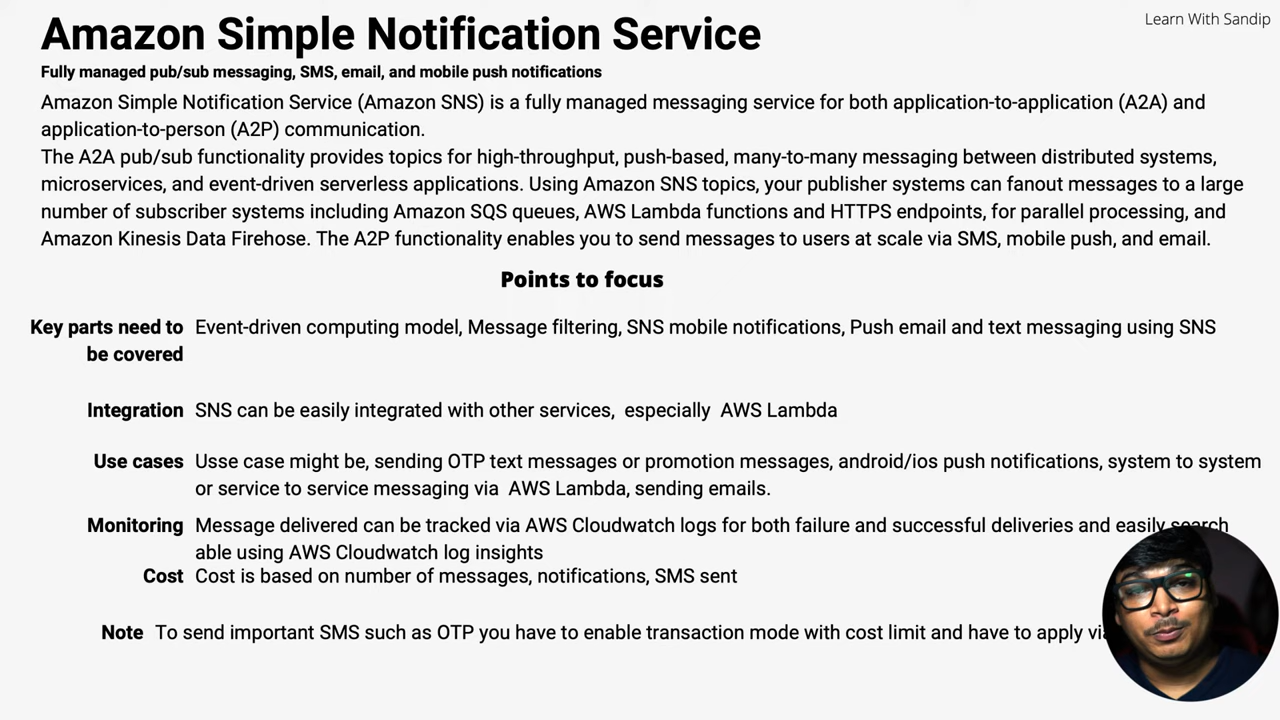 Learn With Sandip
Amazon Simple Notification Service
Fully managed pub/sub messaging, SMS, email, and mobile push notifications
Amazon Simple Notification Service (Amazon SNS) is a fully managed messaging service for both application-to-application (A2A) and
application-to-person (A2P) communication.
The A2A pub/sub functionality provides topics for high-throughput, push-based, many-to-many messaging between distributed systems,
microservices, and event-driven serverless applications. Using Amazon SNS topics, your publisher systems can fanout messages to a large
number of subscriber systems including Amazon SQS queues, AWS Lambda functions and HTTPS endpoints, for parallel processing, and
Amazon Kinesis Data Firehose. The A2P functionality enables you to send messages to users at scale via SMS, mobile push, and email.
Points to focus
Key parts need to Event-driven computing model, Message filtering, SNS mobile notifications, Push email and text messaging using SNS
be covered
Integration SNS can be easily integrated with other services, especially AWS Lambda
Use cases Usse case might be, sending OTP text messages or promotion messages, android/ios push notifications, system to system
or service to service messaging via AWS Lambda, sending emails.
Monitoring Message delivered can be tracked via AWS Cloudwatch logs for both failure and successful deliveries and easily search
able using AWS Cloudwatch log insights
Cost Cost is based on number of messages, notifications, SMS sent
Note To send important SMS such as OTP you have to enable transaction mode with cost limit and have to apply